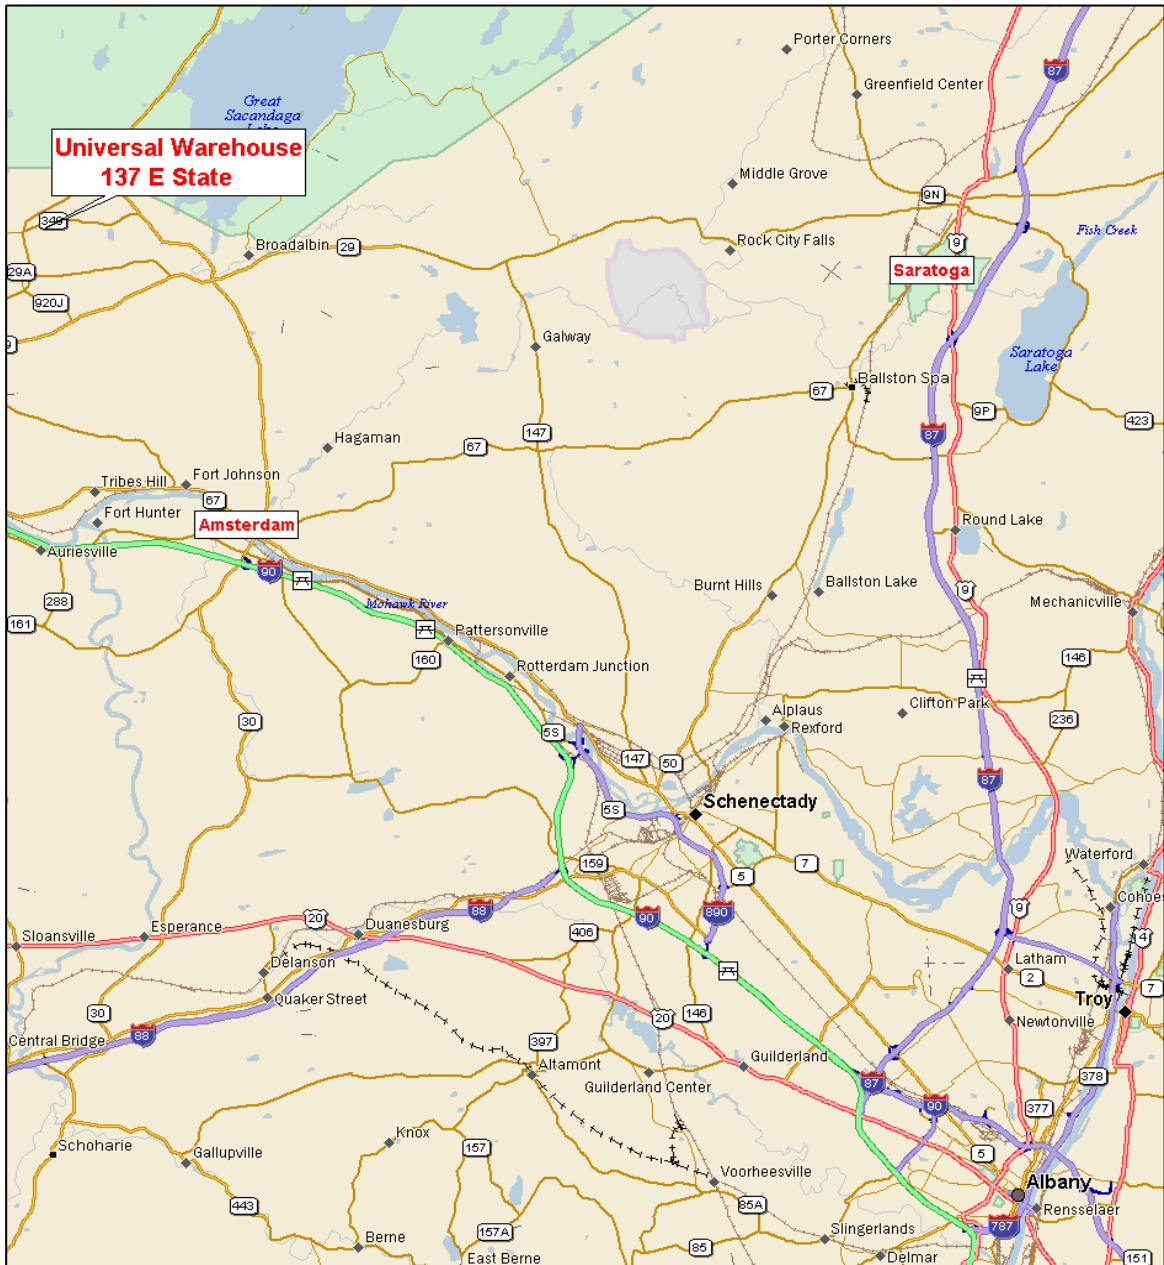 Porter Corners
87
Greenfield Center
Great
Sacandaga
Lake
Universal Warehouse
137 E State
Middle Grove
9N
349
Fish Creek
Broadalbin
29
Rock City Falls
9
29A
Saratoga
920J
Galway
Saratoga
Lake
Ballston Spa
67
9P
423
147
87
Hagaman
67
Tribes Hill
Fort Johnson
67
Fort Hunter
Amsterdam
Round Lake
Auriesville
90
Burnt Hills
Ballston Lake
9
288
Mohawk River
Mechanicville
161
Pattersonville
160
Rotterdam Junction
146
30
Alplaus
Clifton Park
236
Rexford
5S
147
50
87
Schenectady
5S
159
7
Waterford
5
88
90
890
9
Cohoes
20
Esperance
Duanesburg
406
4
Sloansville
Delanson
Latham
2
7
Quaker Street
Troy
30
146
20
Newtonville
Central Bridge
88
397
Guilderland
Altamont
Guilderland Center
87
378
90
377
Knox
Schoharie
Gallupville
157
5
Voorheesville
Albany
443
85A
Rensselaer
157A
787
Slingerlands
Berne
85
East Berne
Delmar
151